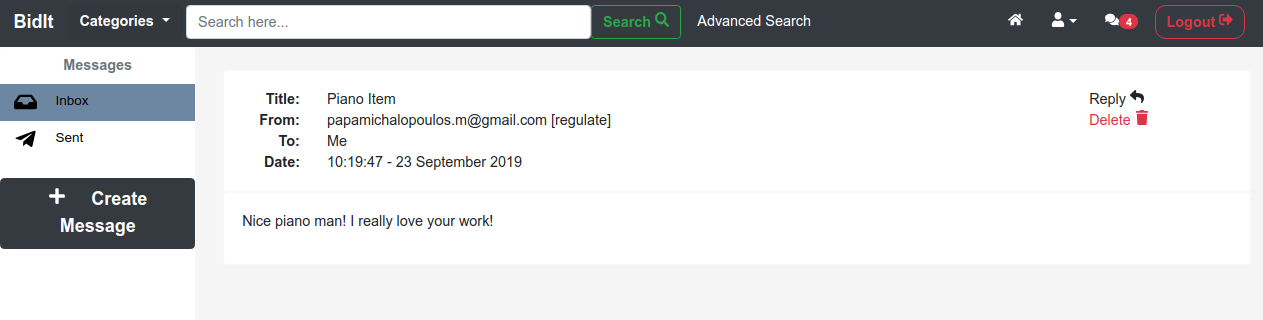 BidIt Categories Search here... Search Advanced Search 4 Logout
Messages
Inbox
Sent
Create
Message
Title: Piano Item
From: papamichalopoulos.m@gmail.com [regulate]
To: Me
Date: 10:19:47 - 23 September 2019
Reply
Delete
Nice piano man! I really love your work!